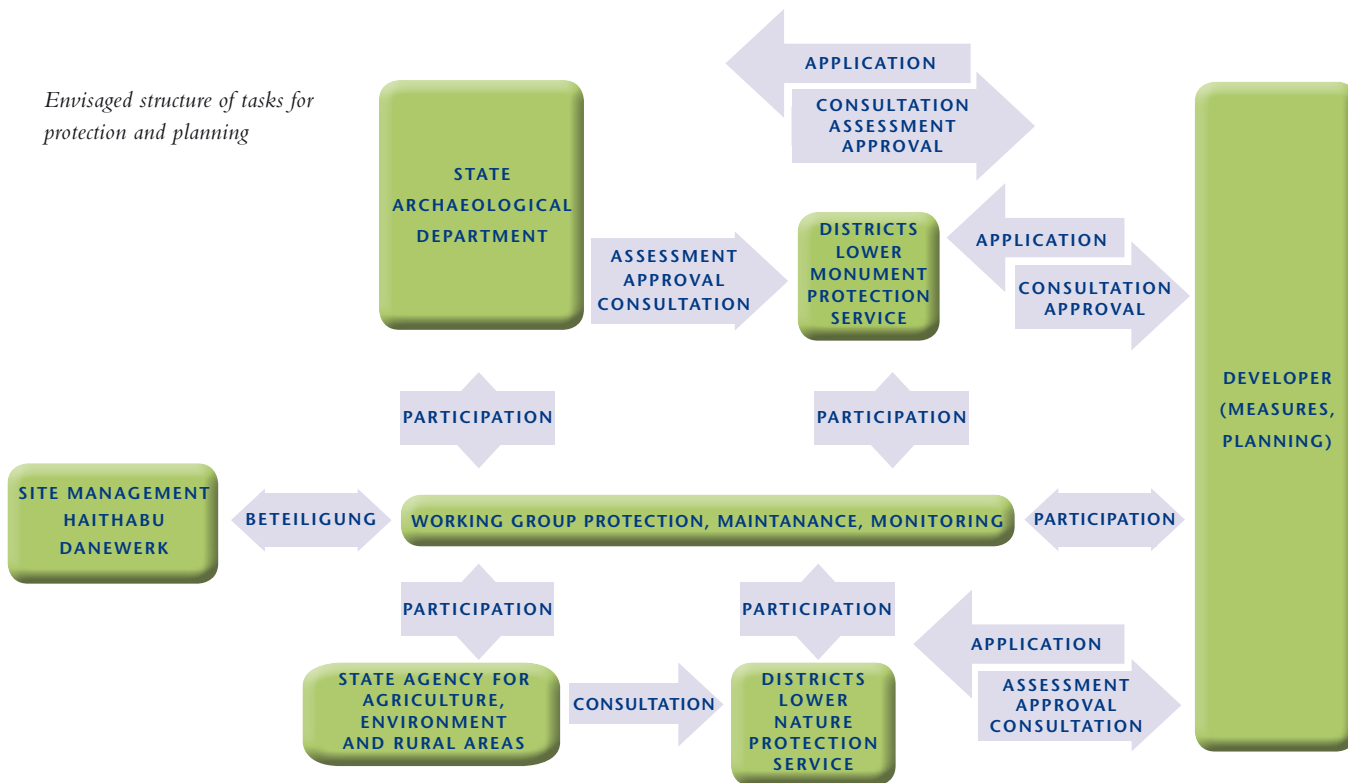 Envisaged structure of tasks for
protection and planning
APPLICATION
CONSULTATION
ASSESSMENT
APPROVAL
STATE
ARCHAEOLOGICAL
DEPARTMENT
ASSESSMENT
APPROVAL
CONSULTATION
DISTRICTS
LOWER
MONUMENT
PROTECTION
SERVICE
APPLICATION
CONSULTATION
APPROVAL
DEVELOPER
(MEASURES,
PLANNING)
PARTICIPATION
PARTICIPATION
SITE MANAGEMENT
HAITHABU
DANEWERK
BETEILIGUNG
WORKING GROUP PROTECTION, MAINTANANCE, MONITORING
PARTICIPATION
PARTICIPATION
PARTICIPATION
STATE AGENCY FOR
AGRICULTURE,
ENVIRONMENT
AND RURAL AREAS
CONSULTATION
DISTRICTS
LOWER
NATURE
PROTECTION
SERVICE
APPLICATION
ASSESSMENT
APPROVAL
CONSULTATION